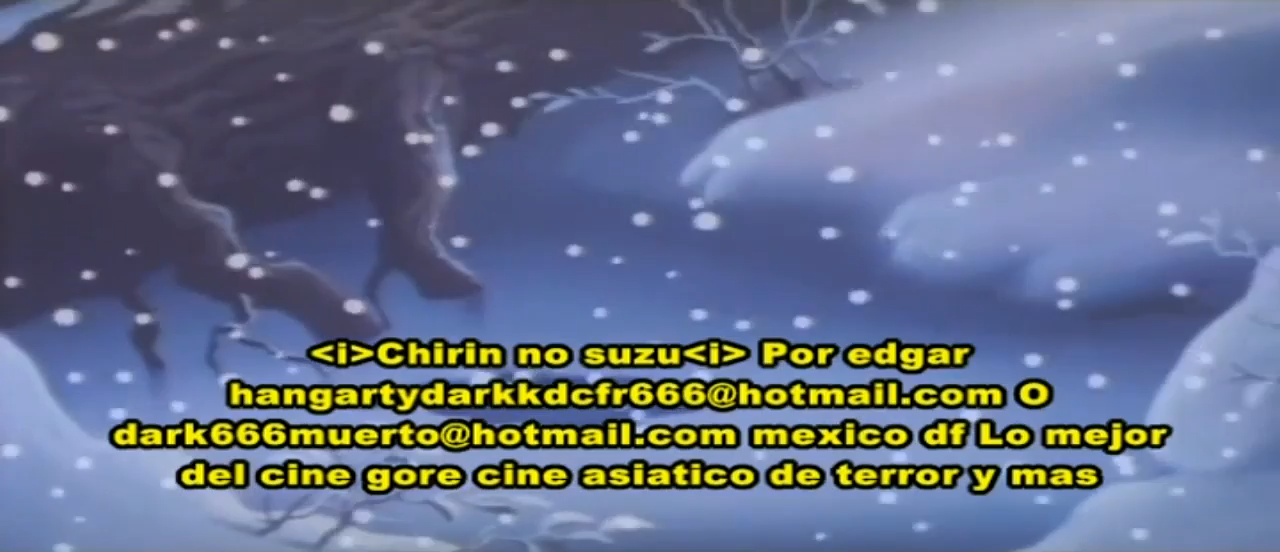 <i>Chirin no suzu<i> Por edgar
hangartydarkkdcfr666@hotmail.com O
dark666muerto@hotmail.com mexico df Lo mejor
del cine gore cine asiatico de terror y mas